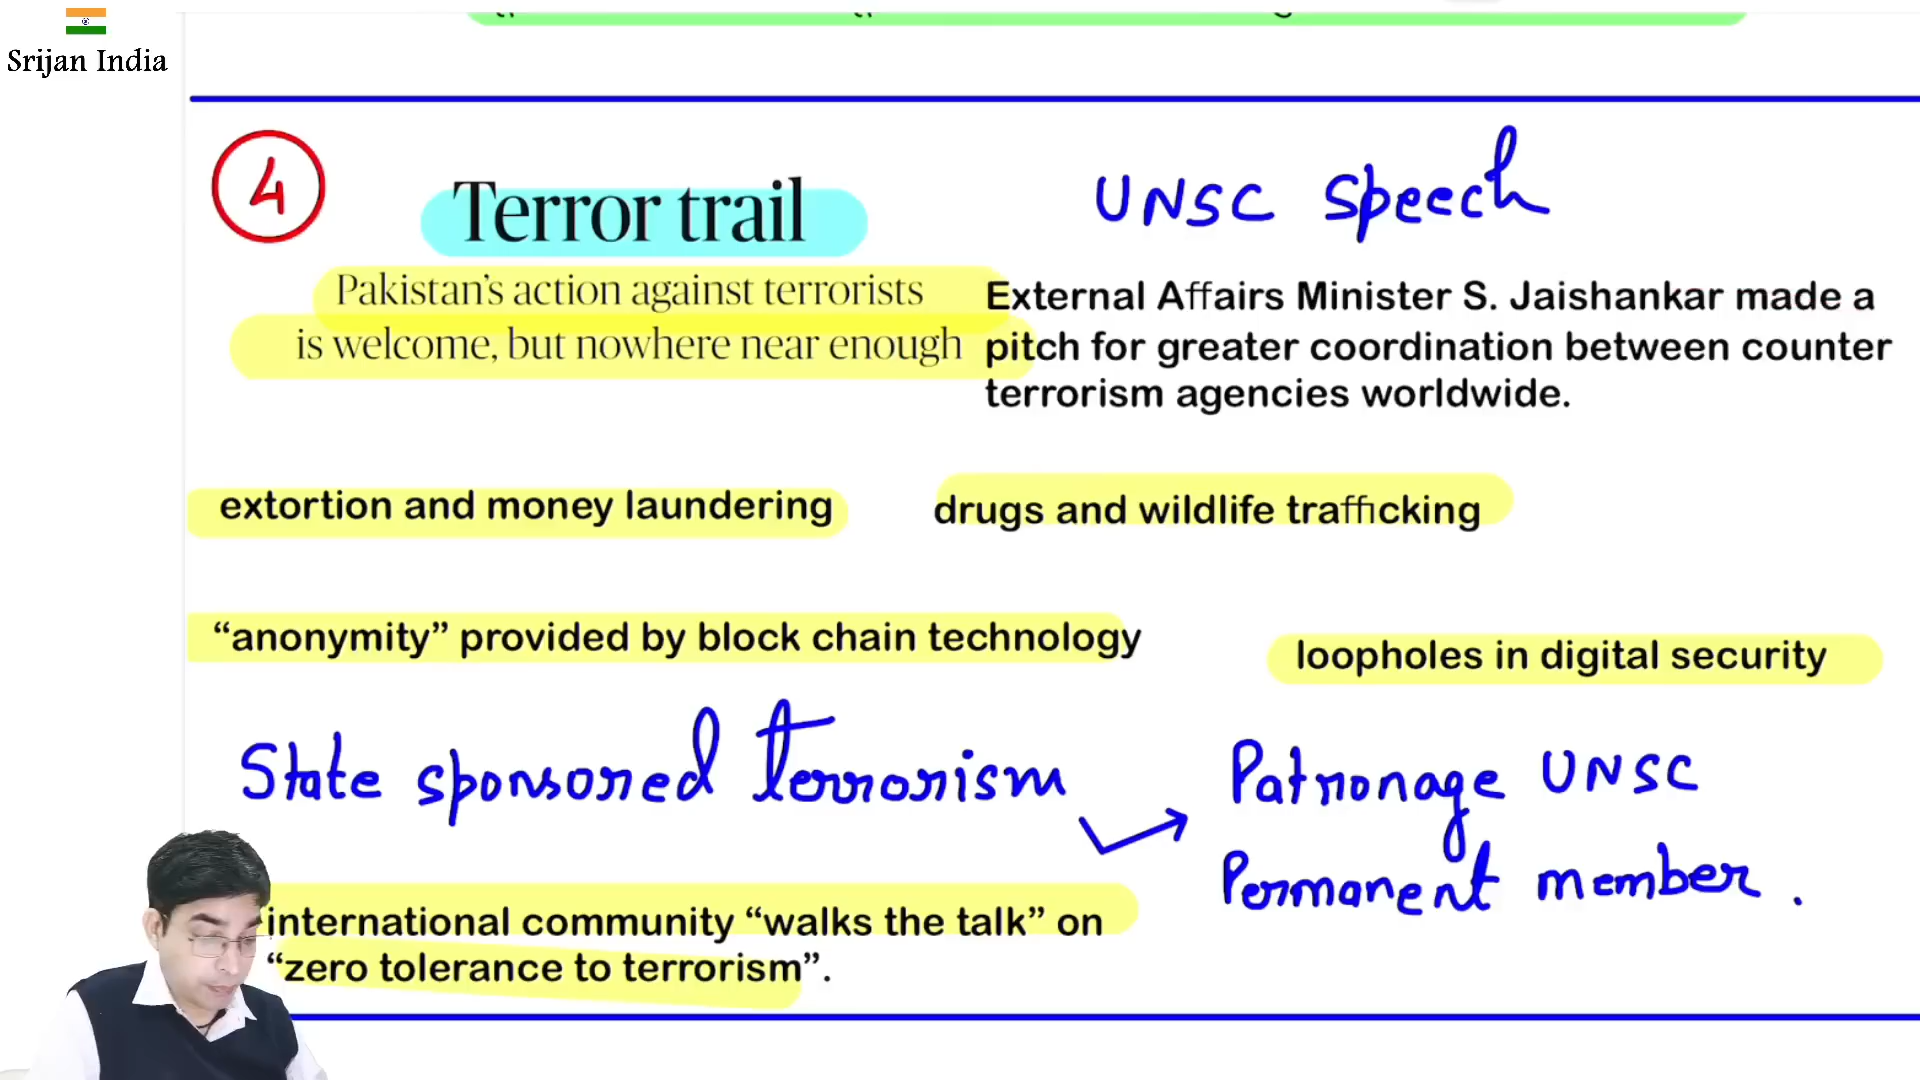 Srijan India
4
Terror trail
UNSC speech
Pakistan's action against terrorists
is welcome, but nowhere near enough
External Affairs Minister S. Jaishankar made a
pitch for greater coordination between counter
terrorism agencies worldwide.
extortion and money laundering
drugs and wildlife trafficking
“anonymity” provided by block chain technology
loopholes in digital security
State sponsored terrorism
Patronage UNSC
Permanent member.
international community “walks the talk” on
“zero tolerance to terrorism”.